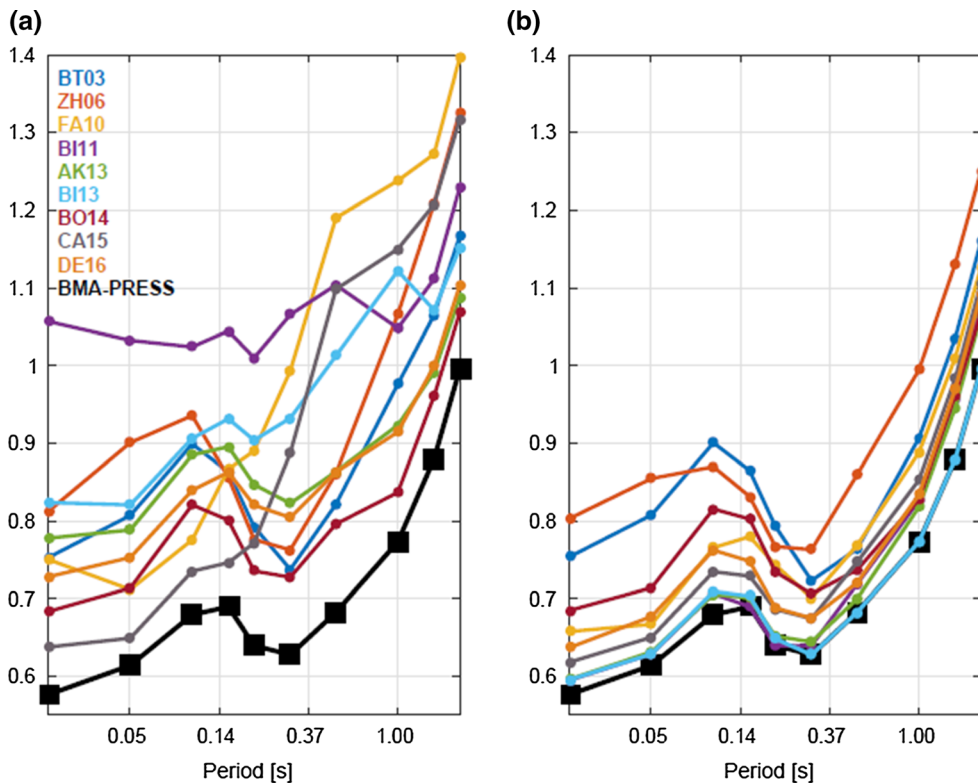 (a)
1.4
1.3
1.2
1.1
1
0.9
0.8
0.7
0.6
BT03
ZH06
FA10
BI11
AK13
BI13
BO14
CA15
DE16
BMA-PRESS
0.05
0.14
0.37
1.00
Period [s]
(b)
1.4
1.3
1.2
1.1
1
0.9
0.8
0.7
0.6
0.05
0.14
0.37
1.00
Period [s]